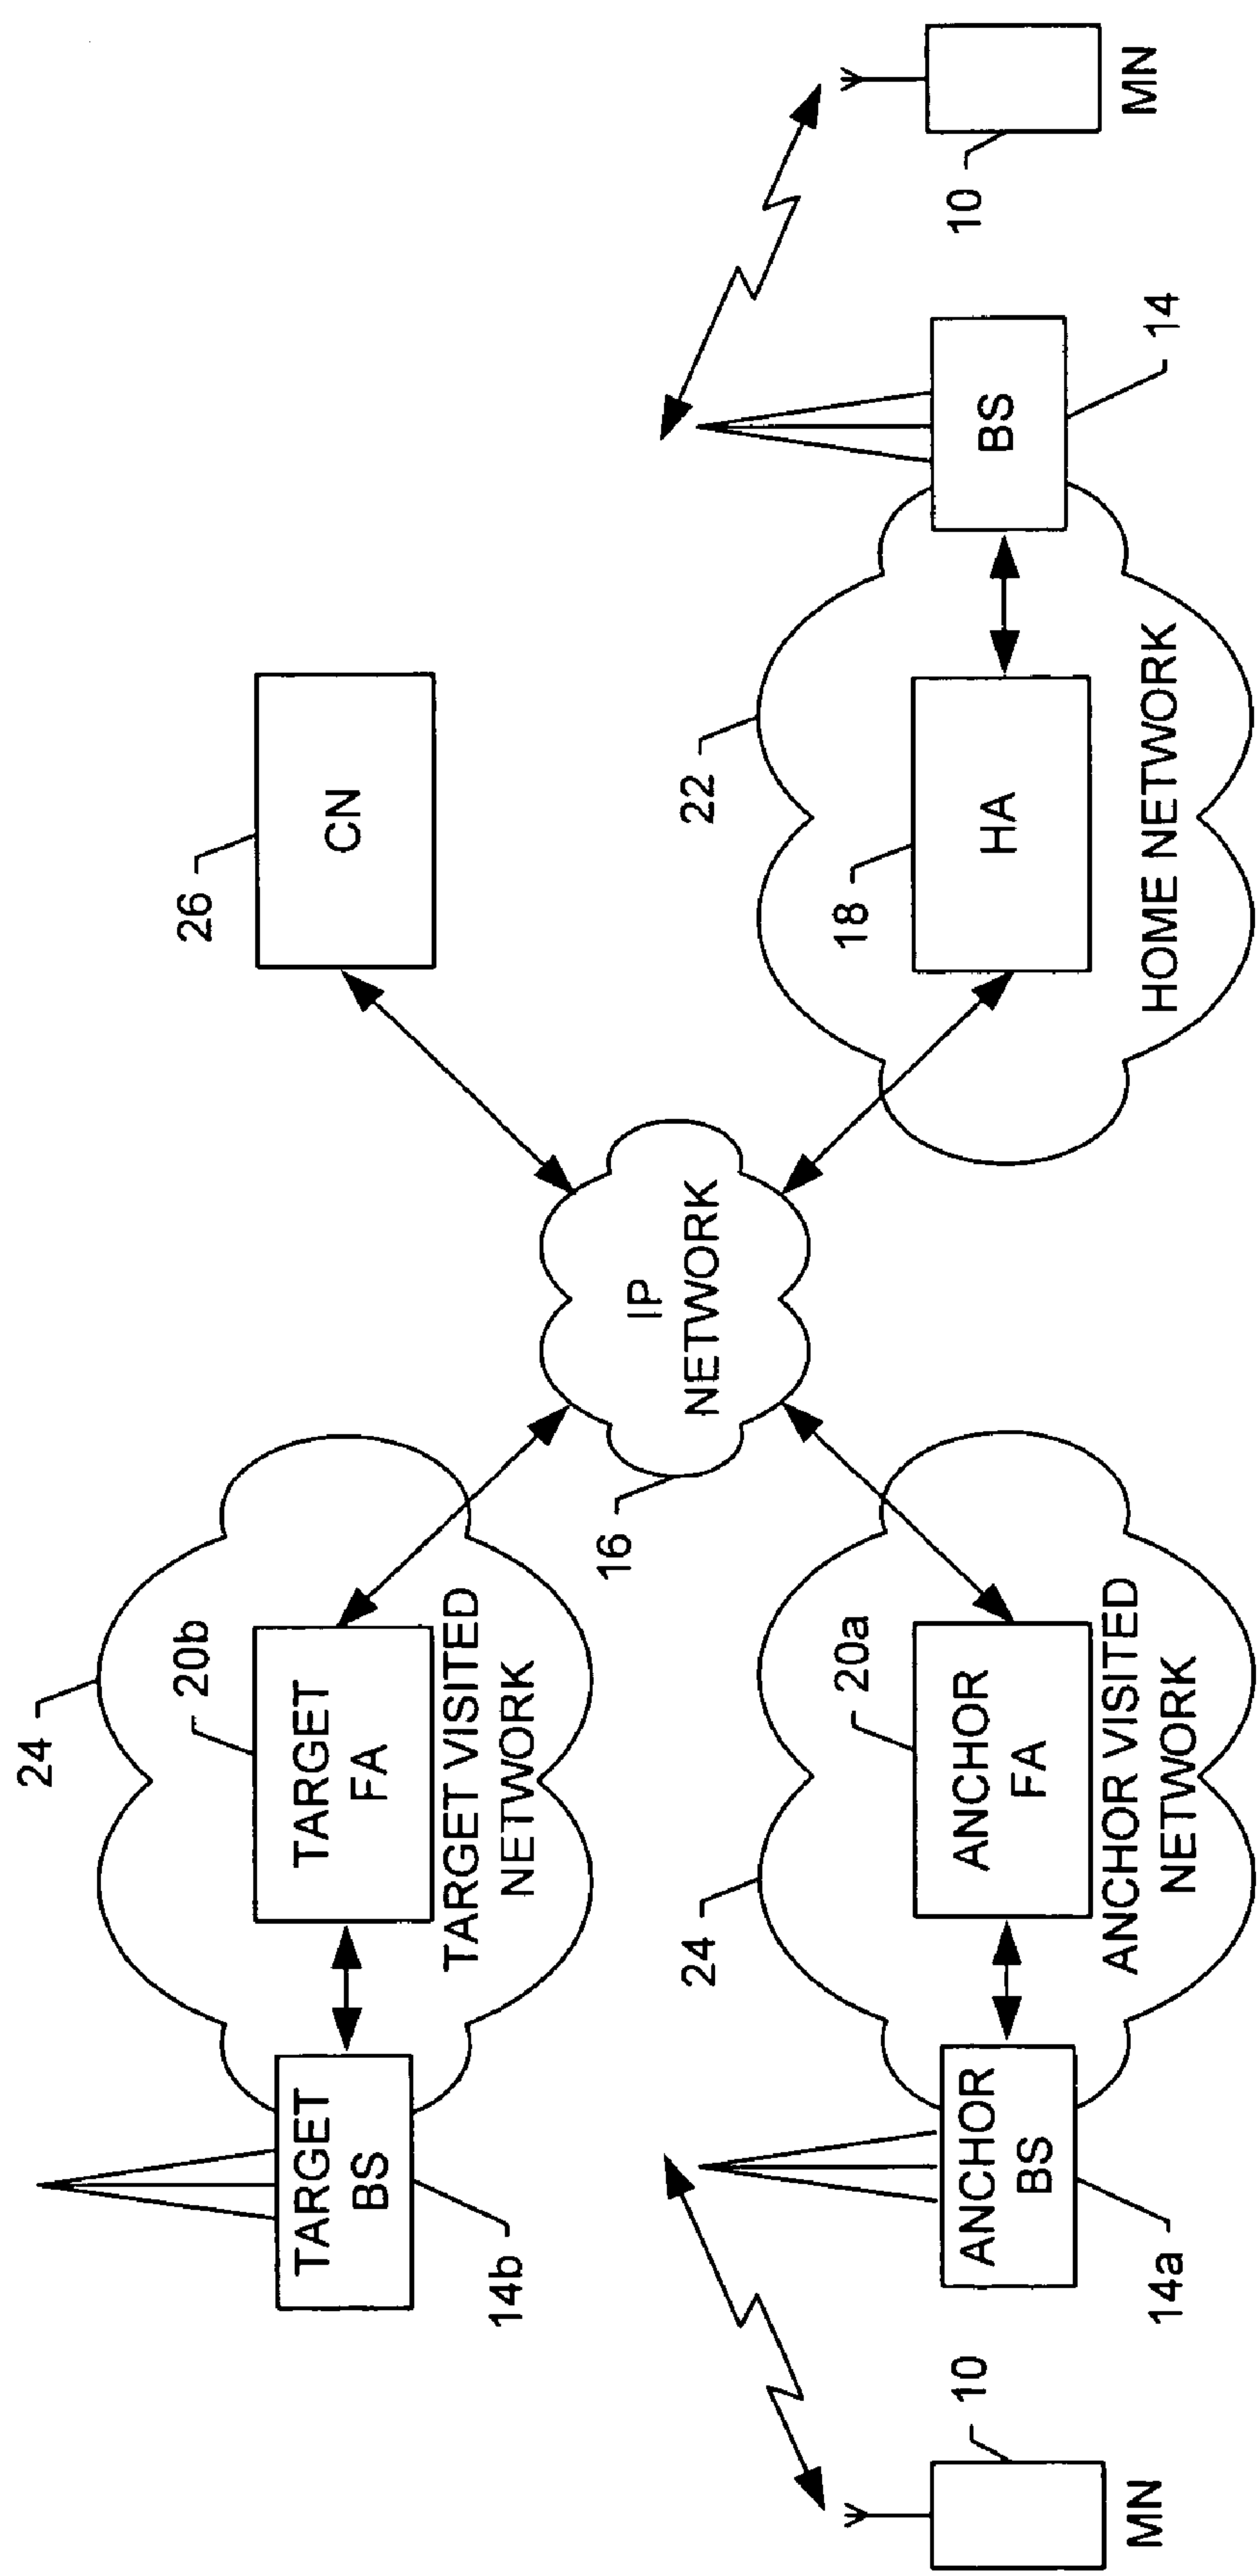 24
20b
TARGET
FA
TARGET VISITED
NETWORK
TARGET
BS
14b
26
CN
IP
NETWORK
16
10
MN
24
20a
ANCHOR
FA
ANCHOR VISITED
NETWORK
ANCHOR
BS
14a
22
18
HA
HOME NETWORK
BS
14
10
MN